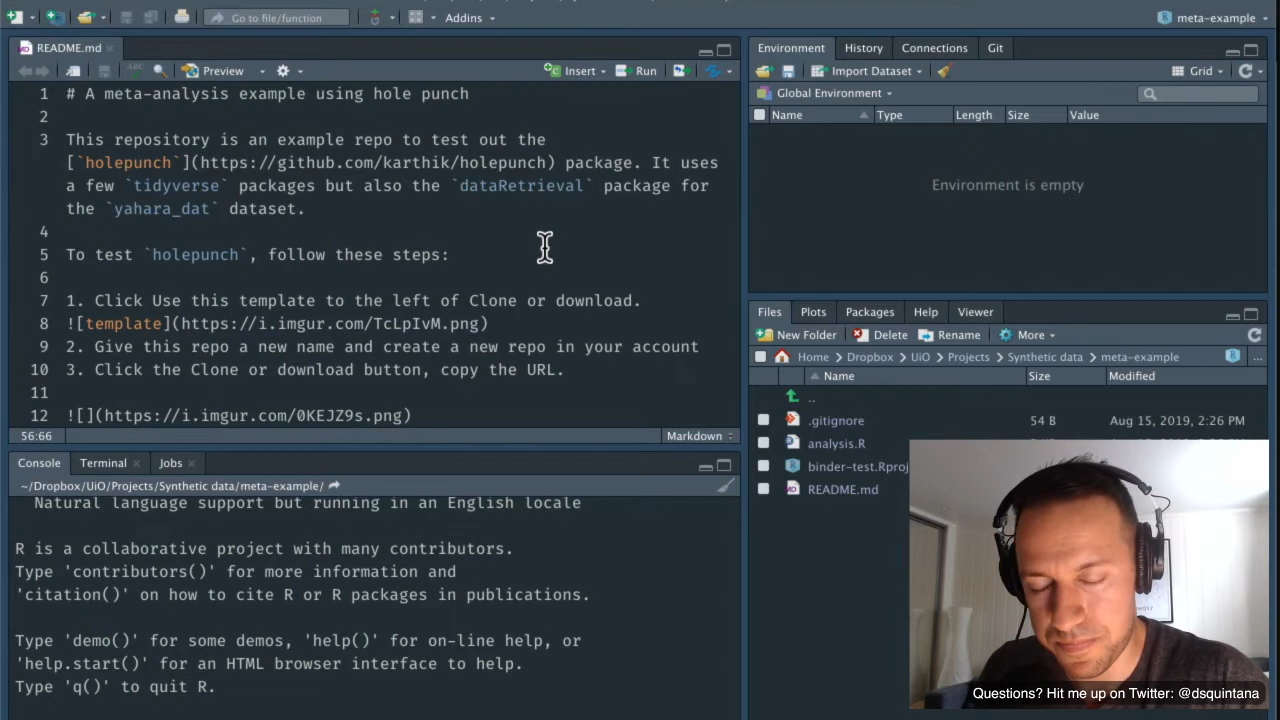 Go to file/function
Addins
meta-example
README.md
Preview
Insert
Run
1 # A meta-analysis example using hole punch
2
3 This repository is an example repo to test out the
[`holepunch`](https://github.com/karthik/holepunch) package. It uses
a few `tidyverse` packages but also the `dataRetrieval` package for
the `yahara_dat` dataset.
4
5 To test `holepunch`, follow these steps:
6
7 1. Click Use this template to the left of Clone or download.
8 ![template](https://i.imgur.com/TcLpIvM.png)
9 2. Give this repo a new name and create a new repo in your account
10 3. Click the Clone or download button, copy the URL.
11
12 ![](https://i.imgur.com/0KEJZ9s.png)
56:66
Markdown
Console Terminal Jobs
~/Dropbox/UiO/Projects/Synthetic data/meta-example/
Natural language support but running in an English locale
R is a collaborative project with many contributors.
Type 'contributors()' for more information and
'citation()' on how to cite R or R packages in publications.
Type 'demo()' for some demos, 'help()' for on-line help, or
'help.start()' for an HTML browser interface to help.
Type 'q()' to quit R.
Environment History Connections Git
Import Dataset
Grid
Global Environment
Name Type Length Size Value
Environment is empty
Files Plots Packages Help Viewer
New Folder Delete Rename More
Home Dropbox UiO Projects Synthetic data meta-example ...
Name Size Modified
..
.gitignore 54 B Aug 15, 2019, 2:26 PM
analysis.R
binder-test.Rproj
README.md
Questions? Hit me up on Twitter: @dsquintana